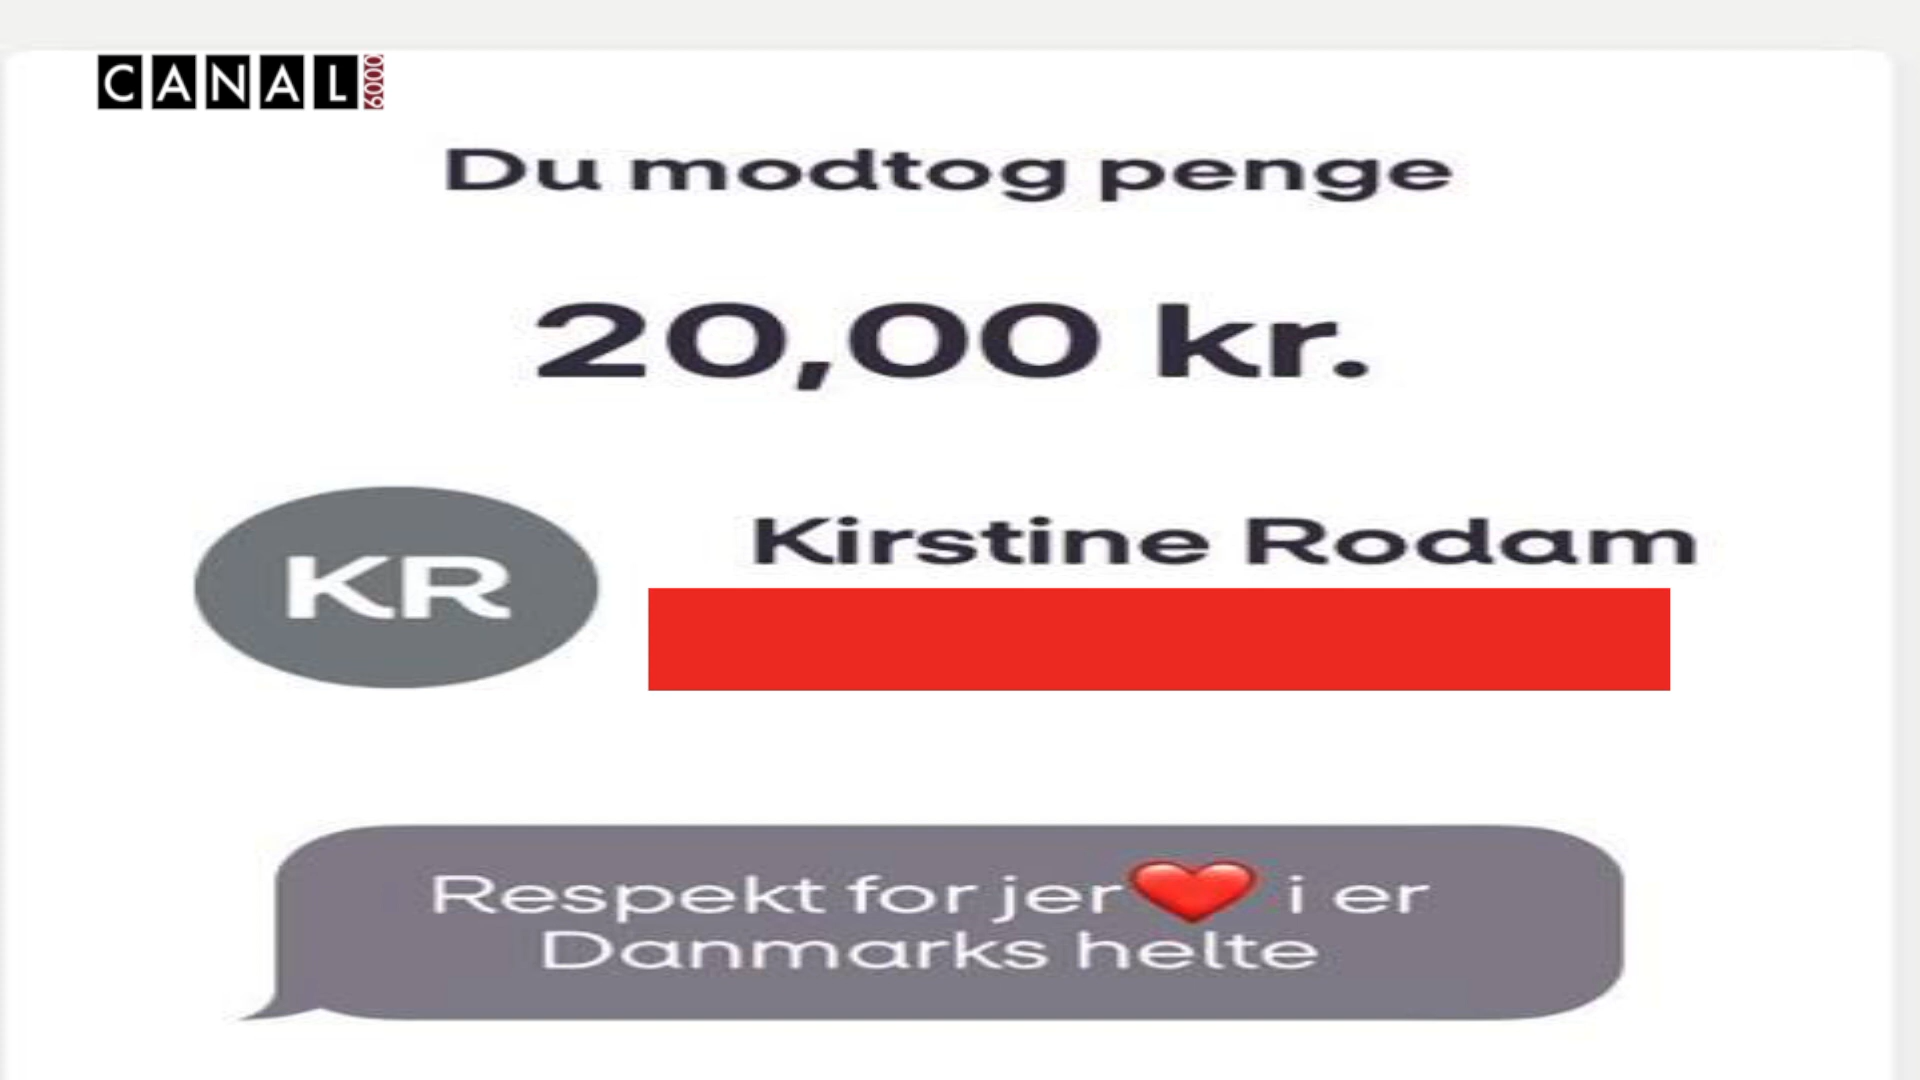 CANAL 6000
Du modtog penge
20,00 kr.
KR
Kirstine Rodam
Respekt for jer❤️ i er
Danmarks helte